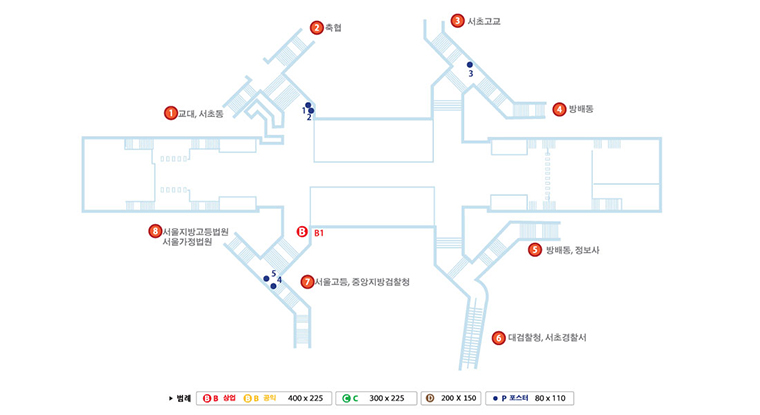 2 축협
3 서초고교
1 교대, 서초동
4 방배동
3
1
2
8 서울지방고등법원
서울가정법원
B B1
5 방배동, 정보사
5
4
7 서울고등, 중앙지방검찰청
6 대검찰청, 서초경찰서
▶ 범례 B B 상업 B B 공익 400 x 225 C C 300 x 225 D 200 X 150 P 포스터 80 x 110